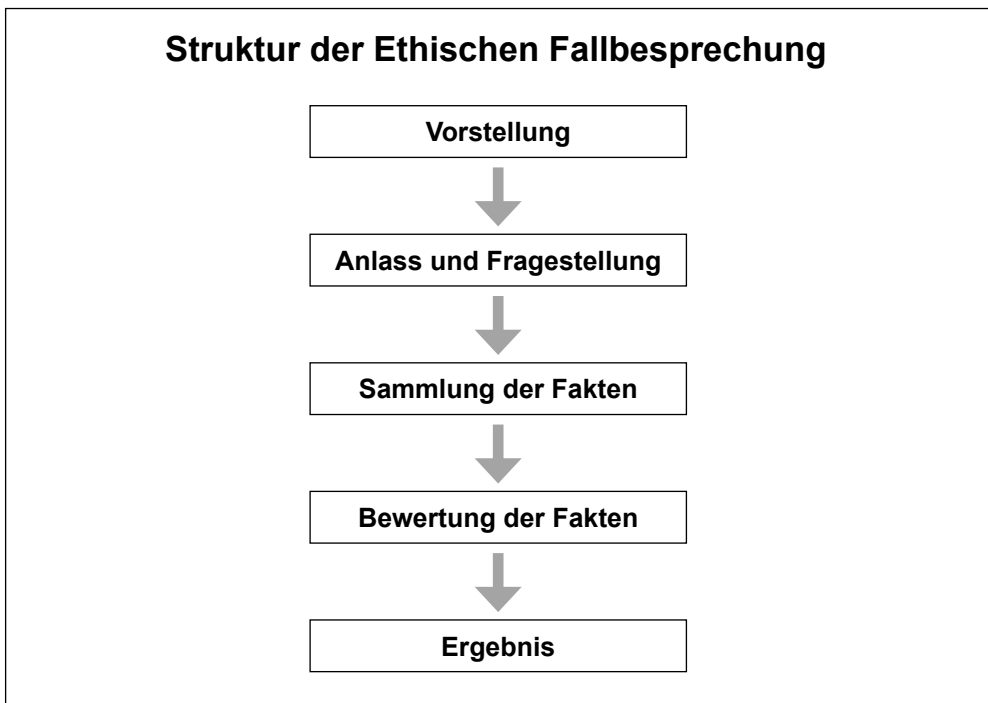 Struktur der Ethischen Fallbesprechung
Vorstellung
Anlass und Fragestellung
Sammlung der Fakten
Bewertung der Fakten
Ergebnis